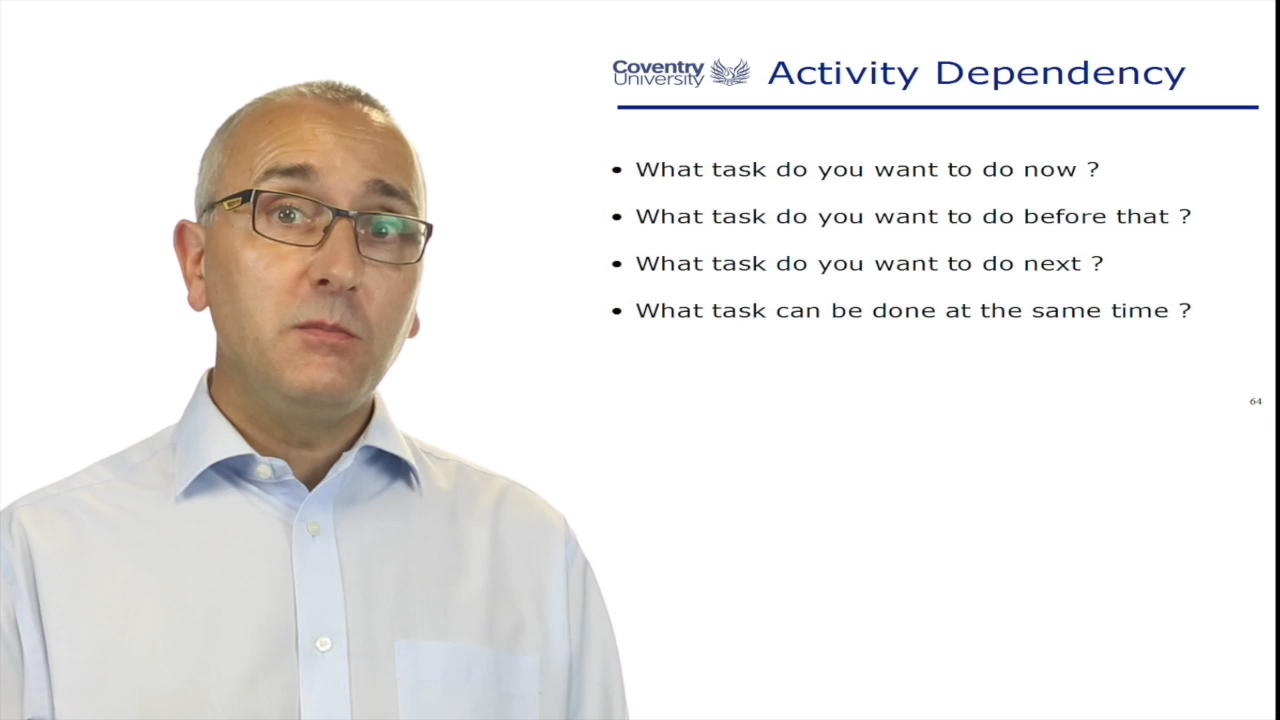 Coventry
University
Activity Dependency
• What task do you want to do now ?
• What task do you want to do before that ?
• What task do you want to do next ?
• What task can be done at the same time ?
64